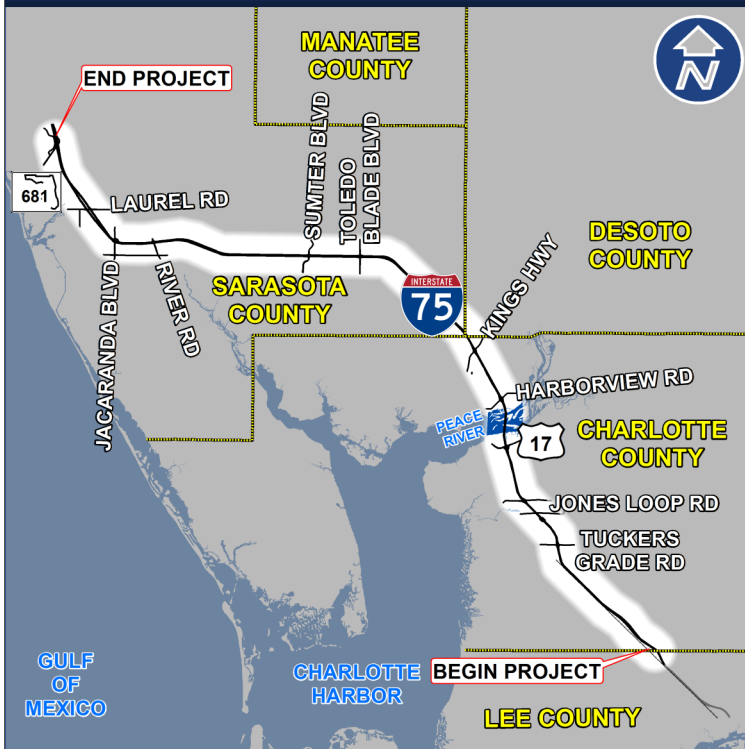 MANATEE
COUNTY
N
END PROJECT
SUMTER BLVD
TOLEDO
BLADE BLVD
681
LAUREL RD
DESOTO
COUNTY
INTERSTATE
75
KINGS HWY
SARASOTA
COUNTY
RIVER RD
JACARANDA BLVD
HARBORVIEW RD
PEACE
RIVER
17
CHARLOTTE
COUNTY
JONES LOOP RD
TUCKERS
GRADE RD
GULF
OF
MEXICO
CHARLOTTE
HARBOR
BEGIN PROJECT
LEE COUNTY